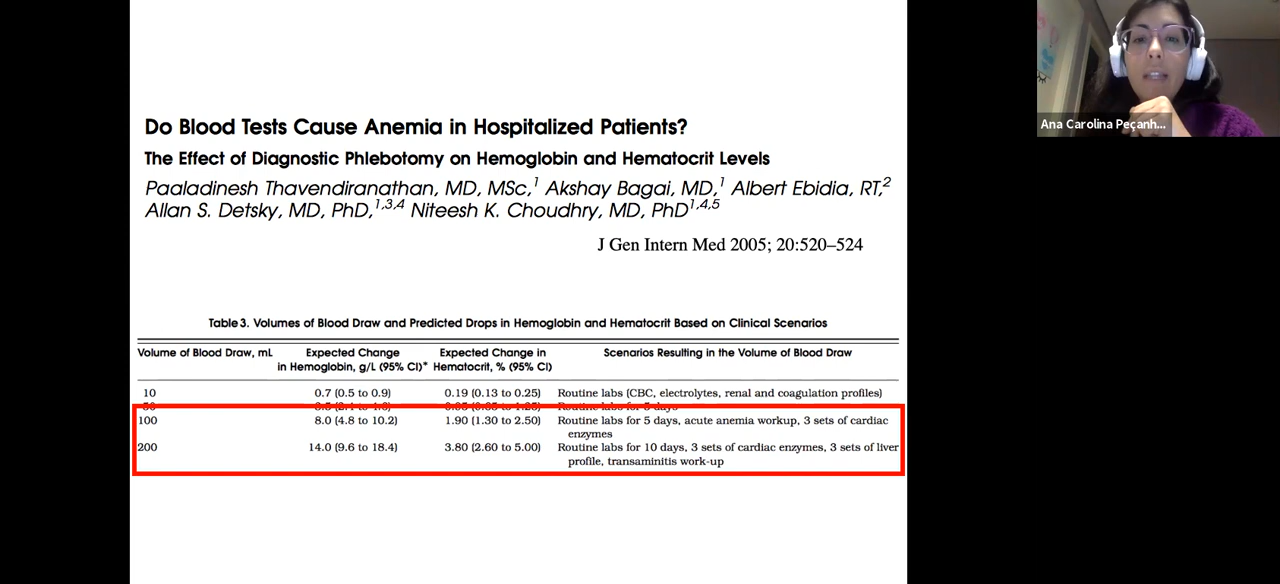 Do Blood Tests Cause Anemia in Hospitalized Patients?
The Effect of Diagnostic Phlebotomy on Hemoglobin and Hematocrit Levels
Paaladinesh Thavendiranathan, MD, MSc,1 Akshay Bagai, MD,1 Albert Ebidia, RT,2
Allan S. Detsky, MD, PhD,1,3,4 Niteesh K. Choudhry, MD, PhD1,4,5
J Gen Intern Med 2005; 20:520–524
Ana Carolina Peçanh...
Table 3. Volumes of Blood Draw and Predicted Drops in Hemoglobin and Hematocrit Based on Clinical Scenarios
Volume of Blood Draw, mL Expected Change in Hemoglobin, g/L (95% CI)* Expected Change in Hematocrit, % (95% CI) Scenarios Resulting in the Volume of Blood Draw
10 0.7 (0.5 to 0.9) 0.19 (0.13 to 0.25) Routine labs (CBC, electrolytes, renal and coagulation profiles)
Routine labs for 5 days
100 8.0 (4.8 to 10.2) 1.90 (1.30 to 2.50) Routine labs for 5 days, acute anemia workup, 3 sets of cardiac
enzymes
200 14.0 (9.6 to 18.4) 3.80 (2.60 to 5.00) Routine labs for 10 days, 3 sets of cardiac enzymes, 3 sets of liver
profile, transaminitis work-up